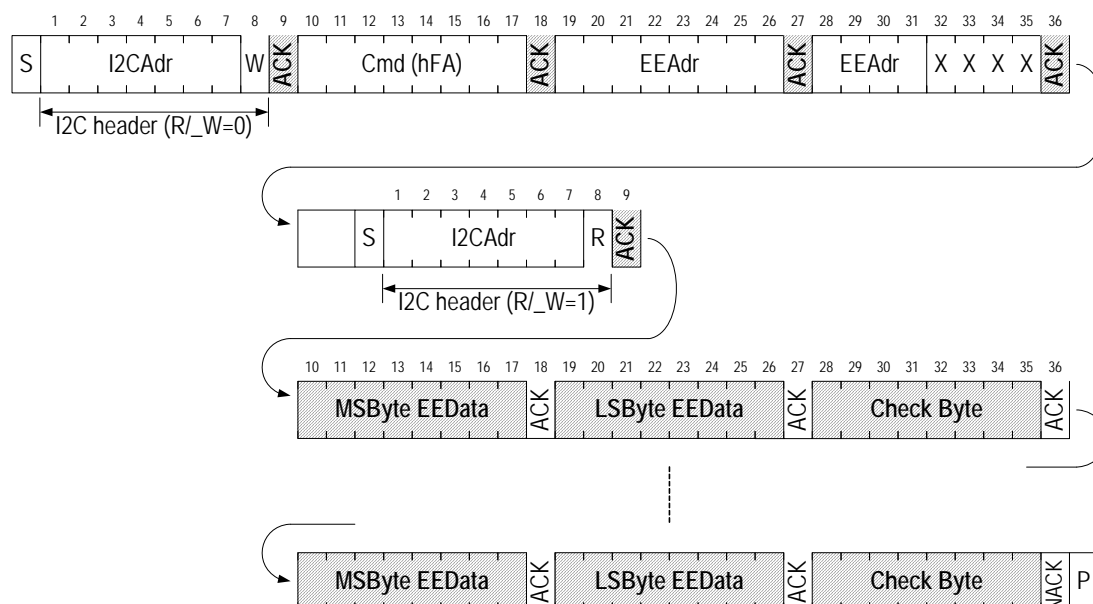 1 2 3 4 5 6 7 8 9 10 11 12 13 14 15 16 17 18 19 20 21 22 23 24 25 26 27 28 29 30 31 32 33 34 35 36
S I2CAdr W ACK Cmd (hFA) ACK EEAdr ACK EEAdr X X X X ACK
I2C header (R/_W=0)
1 2 3 4 5 6 7 8 9
S I2CAdr R ACK
I2C header (R/_W=1)
10 11 12 13 14 15 16 17 18 19 20 21 22 23 24 25 26 27 28 29 30 31 32 33 34 35 36
MSByte EEData ACK LSByte EEData ACK Check Byte ACK
MSByte EEData ACK LSByte EEData ACK Check Byte NACK P